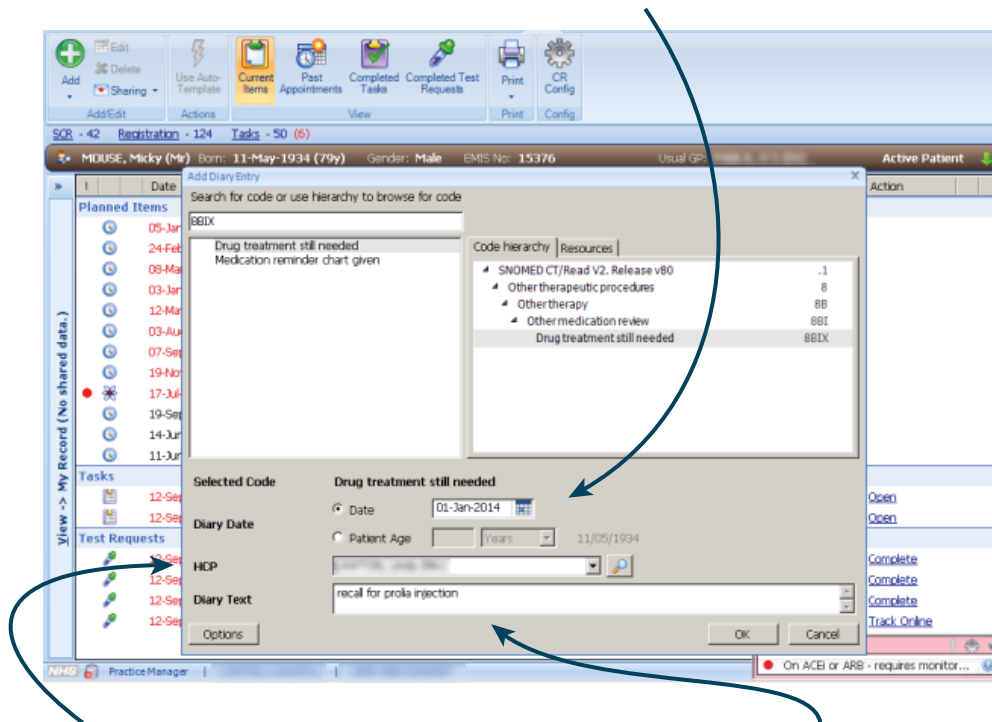 Edit
Delete
Sharing
Add
Use Auto-Template
Current Items
Past Appointments
Completed Tasks
Completed Test Requests
Print
CR Config
Add/Edit
Actions
View
Print
Config
SCR - 42 Registration - 124 Tasks - 50 (6)
MOUSE, Micky (Mr) Born: 11-May-1934 (79y) Gender: Male EMIS No: 15376 Usual GP: Active Patient
View -> My Record (No shared data.)
! Date
Action
Planned Items
05-Jan
24-Feb
08-Mar
03-Jan
12-Mar
03-Au
07-Sep
19-Nov
17-Jul-
19-Sep
14-Jun
11-Jun
Tasks
12-Sep Open
12-Sep Open
Test Requests
12-Sep Complete
12-Sep Complete
12-Sep Complete
12-Sep Track Online
Add Diary Entry X
Search for code or use hierarchy to browse for code
8BIX
Drug treatment still needed
Medication reminder chart given
Code hierarchy Resources
SNOMED CT/Read V2. Release v80 .1
Other therapeutic procedures 8
Other therapy 8B
Other medication review 8BI
Drug treatment still needed 8BIX
Selected Code Drug treatment still needed
Diary Date
Date 01-Jan-2014
Patient Age Years 11/05/1934
HCP
Diary Text recall for prolia injection
Options OK Cancel
NHS Practice Manager
On ACEi or ARB - requires monitor...